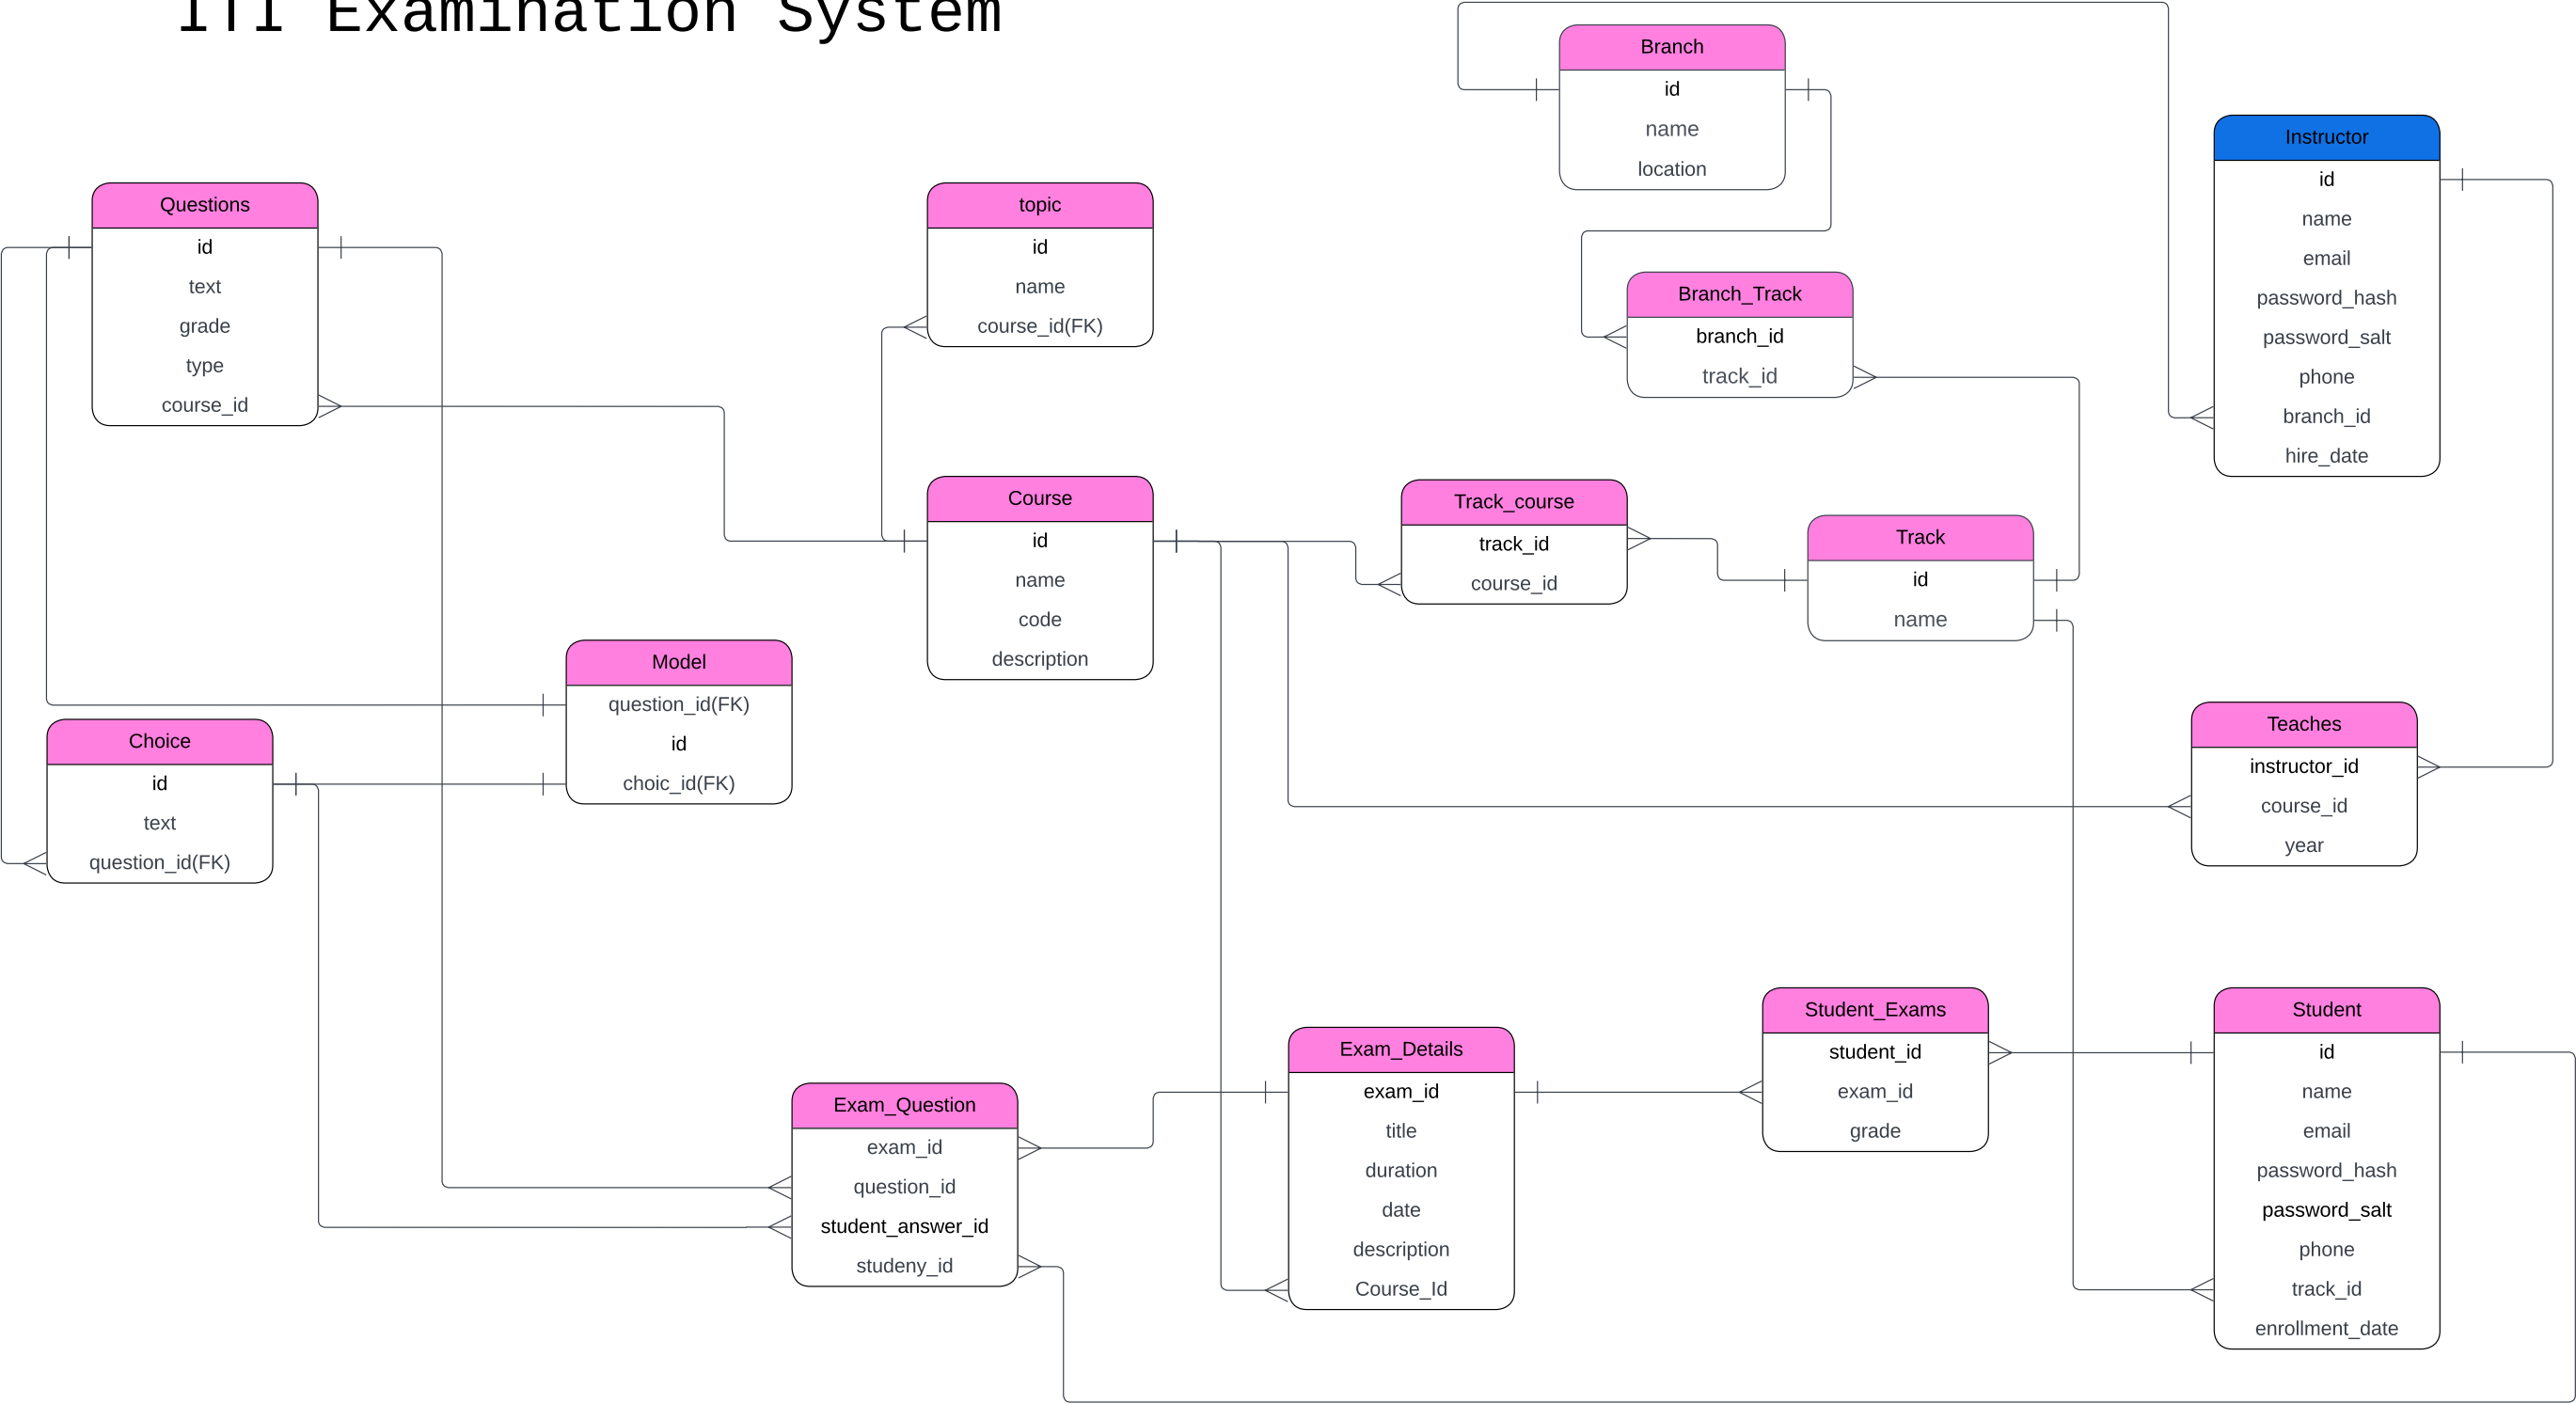 ITI Examination System
Branch
id
name
location
Instructor
id
name
email
password_hash
password_salt
phone
branch_id
hire_date
Questions
id
text
grade
type
course_id
topic
id
name
course_id(FK)
Branch_Track
branch_id
track_id
Course
id
name
code
description
Track_course
track_id
course_id
Track
id
name
Model
question_id(FK)
id
choic_id(FK)
Choice
id
text
question_id(FK)
Teaches
instructor_id
course_id
year
Exam_Question
exam_id
question_id
student_answer_id
studeny_id
Exam_Details
exam_id
title
duration
date
description
Course_Id
Student_Exams
student_id
exam_id
grade
Student
id
name
email
password_hash
password_salt
phone
track_id
enrollment_date